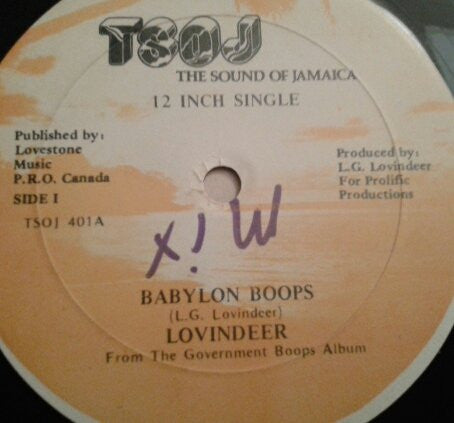 TSOJ
THE SOUND OF JAMAICA
12 INCH SINGLE
Published by:
Lovestone
Music
P.R.O. Canada
SIDE I
TSOJ 401A
Produced by:
L.G. Lovindeer
For Prolific
Productions
x!W
BABYLON BOOPS
(L.G. Lovindeer)
LOVINDEER
From The Government Boops Album